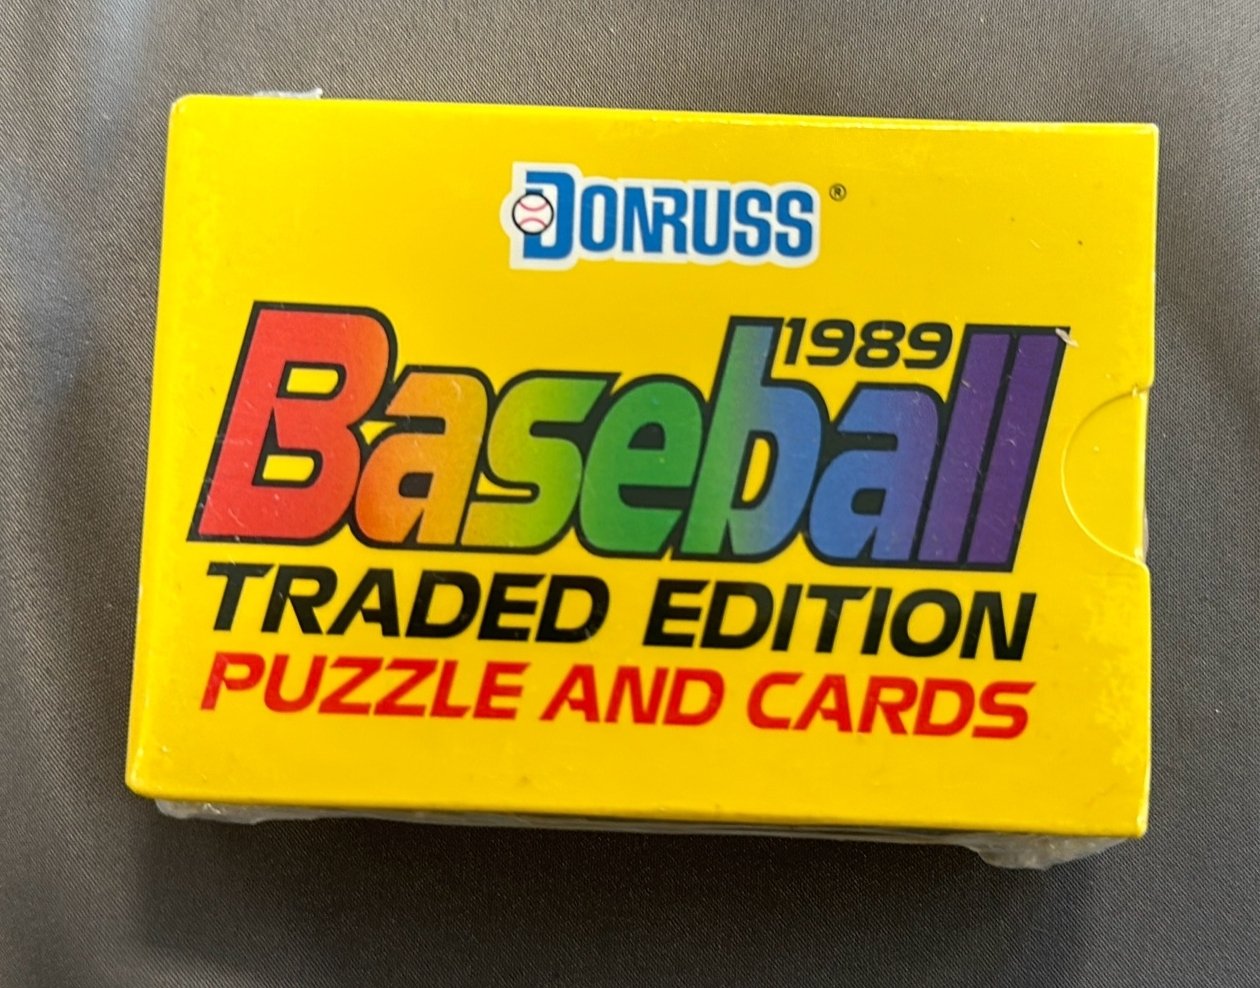 DONRUSS®
1989
Baseball
TRADED EDITION
PUZZLE AND CARDS